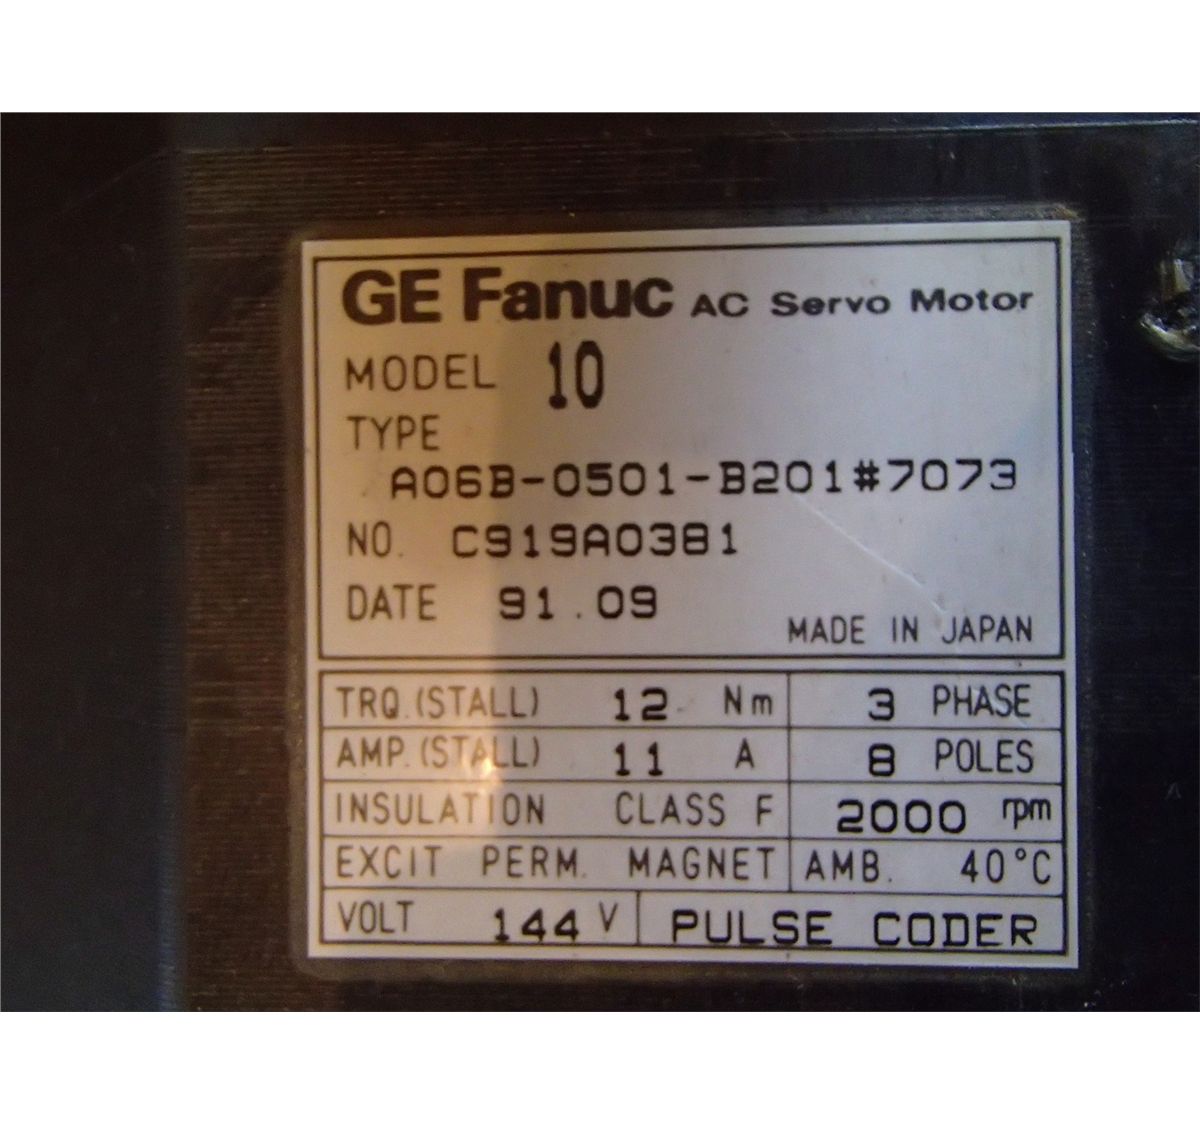 GE Fanuc AC Servo Motor
MODEL 10
TYPE
A06B-0501-B201#7073
NO. C919A0381
DATE 91.09
MADE IN JAPAN
TRQ.(STALL) 12 Nm 3 PHASE
AMP.(STALL) 11 A 8 POLES
INSULATION CLASS F 2000 rpm
EXCIT PERM. MAGNET AMB. 40°C
VOLT 144 V PULSE CODER